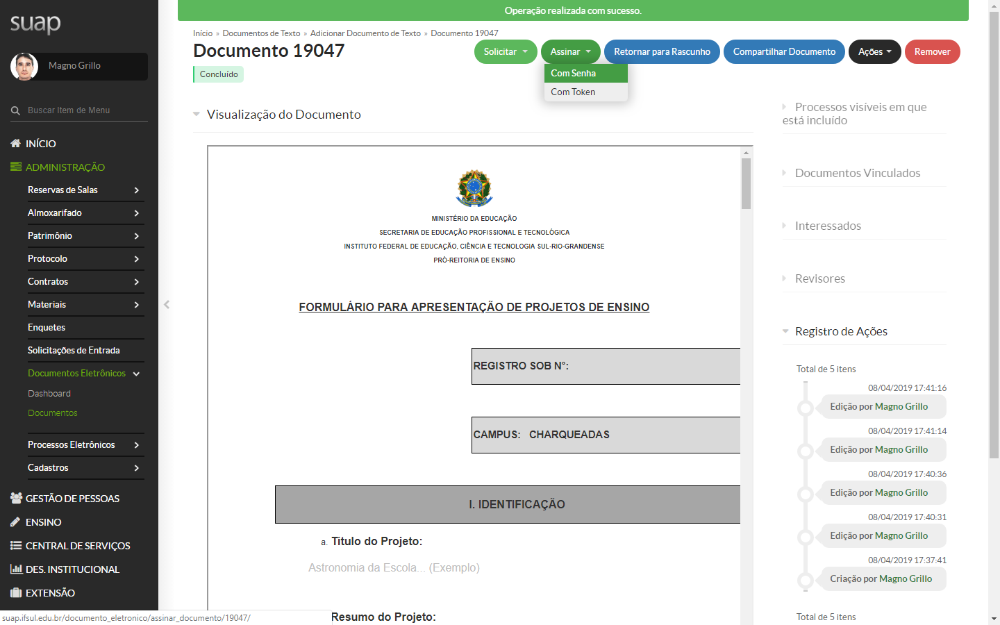 Operação realizada com sucesso.
suap
Magno Grillo
Buscar Item de Menu
INÍCIO
ADMINISTRAÇÃO
Reservas de Salas
Almoxarifado
Patrimônio
Protocolo
Contratos
Materiais
Enquetes
Solicitações de Entrada
Documentos Eletrônicos
Dashboard
Documentos
Processos Eletrônicos
Cadastros
GESTÃO DE PESSOAS
ENSINO
CENTRAL DE SERVIÇOS
DES. INSTITUCIONAL
EXTENSÃO
suap.ifsul.edu.br/documento_eletronico/assinar_documento/19047/
Início » Documentos de Texto » Adicionar Documento de Texto » Documento 19047
Documento 19047
Concluído
Solicitar
Assinar
Retornar para Rascunho
Compartilhar Documento
Ações
Remover
Com Senha
Com Token
Visualização do Documento
MINISTÉRIO DA EDUCAÇÃO
SECRETARIA DE EDUCAÇÃO PROFISSIONAL E TECNOLÓGICA
INSTITUTO FEDERAL DE EDUCAÇÃO, CIÊNCIA E TECNOLOGIA SUL-RIO-GRANDENSE
PRÓ-REITORIA DE ENSINO
FORMULÁRIO PARA APRESENTAÇÃO DE PROJETOS DE ENSINO
REGISTRO SOB N°:
CAMPUS: CHARQUEADAS
I. IDENTIFICAÇÃO
a. Título do Projeto:
Astronomia da Escola... (Exemplo)
Resumo do Projeto:
Processos visíveis em que
está incluído
Documentos Vinculados
Interessados
Revisores
Registro de Ações
Total de 5 itens
08/04/2019 17:41:16
Edição por Magno Grillo
08/04/2019 17:41:14
Edição por Magno Grillo
08/04/2019 17:40:36
Edição por Magno Grillo
08/04/2019 17:40:31
Edição por Magno Grillo
08/04/2019 17:37:41
Criação por Magno Grillo
Total de 5 itens